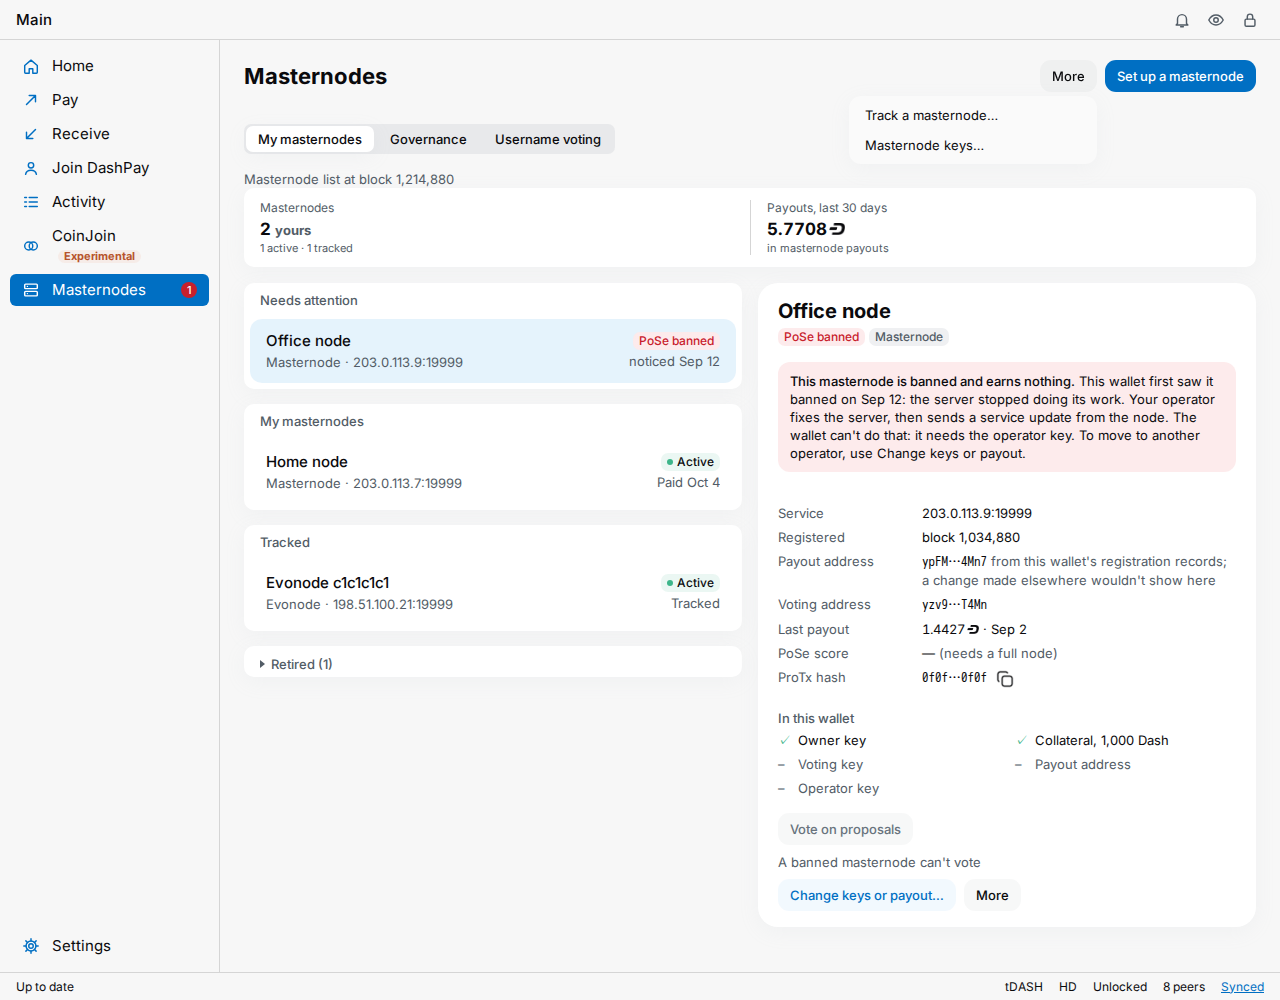 Main
Home
Pay
Receive
Join DashPay
Activity
CoinJoin
Experimental
Masternodes
1
Settings
Masternodes
More
Set up a masternode
Track a masternode...
Masternode keys...
My masternodes
Governance
Username voting
Masternode list at block 1,214,880
Masternodes
2 yours
1 active · 1 tracked
Payouts, last 30 days
5.7708
in masternode payouts
Needs attention
Office node
PoSe banned
Masternode · 203.0.113.9:19999
noticed Sep 12
My masternodes
Home node
Active
Masternode · 203.0.113.7:19999
Paid Oct 4
Tracked
Evonode c1c1c1c1
Active
Evonode · 198.51.100.21:19999
Tracked
Retired (1)
Office node
PoSe banned
Masternode
This masternode is banned and earns nothing. This wallet first saw it
banned on Sep 12: the server stopped doing its work. Your operator
fixes the server, then sends a service update from the node. The
wallet can't do that: it needs the operator key. To move to another
operator, use Change keys or payout.
Service 203.0.113.9:19999
Registered block 1,034,880
Payout address ypFM···4Mn7 from this wallet's registration records;
a change made elsewhere wouldn't show here
Voting address yzv9···T4Mn
Last payout 1.4427 · Sep 2
PoSe score — (needs a full node)
ProTx hash 0f0f···0f0f
In this wallet
✓ Owner key
✓ Collateral, 1,000 Dash
– Voting key
– Payout address
– Operator key
Vote on proposals
A banned masternode can't vote
Change keys or payout...
More
Up to date
tDASH
HD
Unlocked
8 peers
Synced